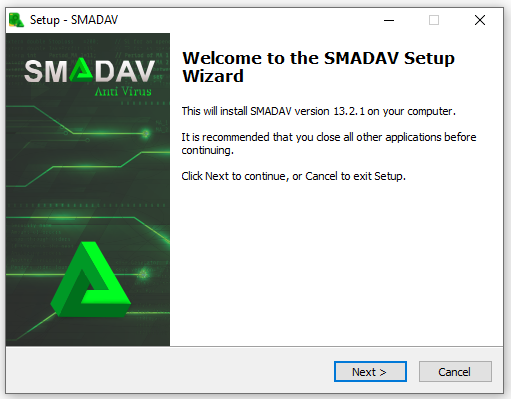 Setup - SMADAV
SMADAV
Anti Virus
Welcome to the SMADAV Setup
Wizard
This will install SMADAV version 13.2.1 on your computer.
It is recommended that you close all other applications before
continuing.
Click Next to continue, or Cancel to exit Setup.
Next >
Cancel